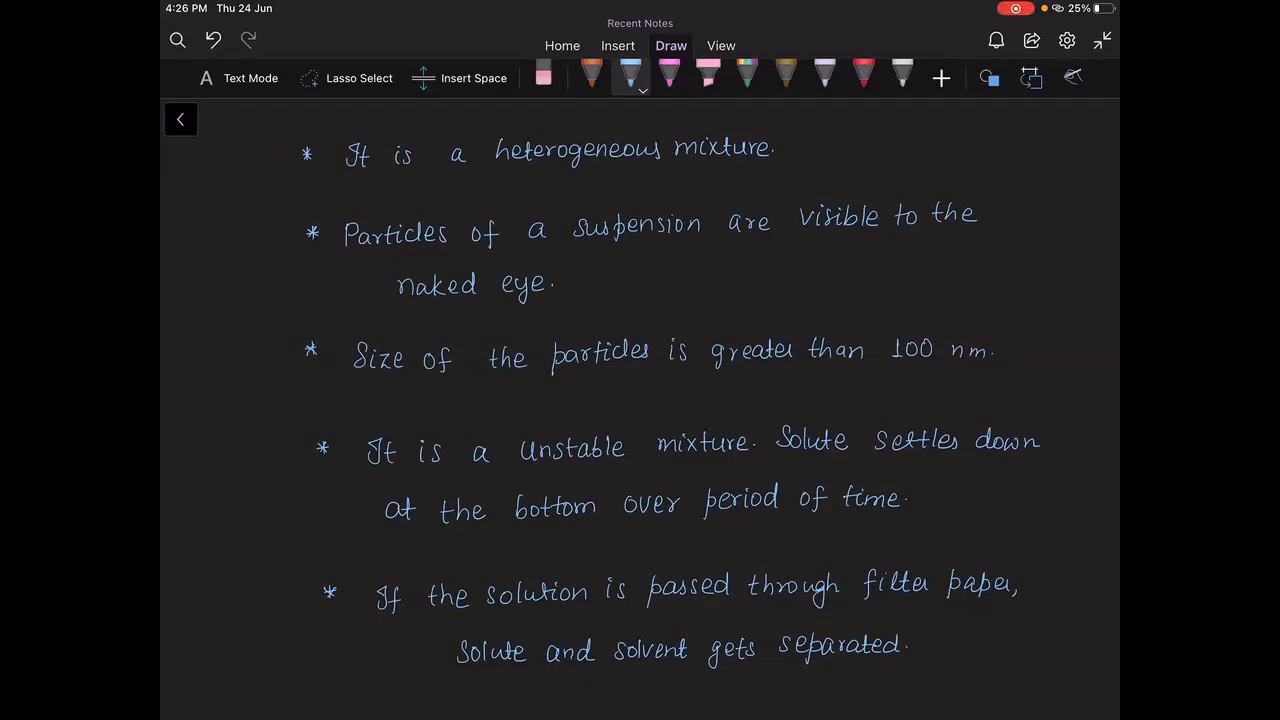 4:26 PM Thu 24 Jun
25%
Recent Notes
Home Insert Draw View
Text Mode Lasso Select Insert Space
* It is a heterogeneous mixture.
* Particles of a suspension are visible to the
naked eye.
* Size of the particles is greater than 100 nm.
* It is a unstable mixture. Solute settles down
at the bottom over period of time.
* If the solution is passed through filter paper,
solute and solvent gets separated.